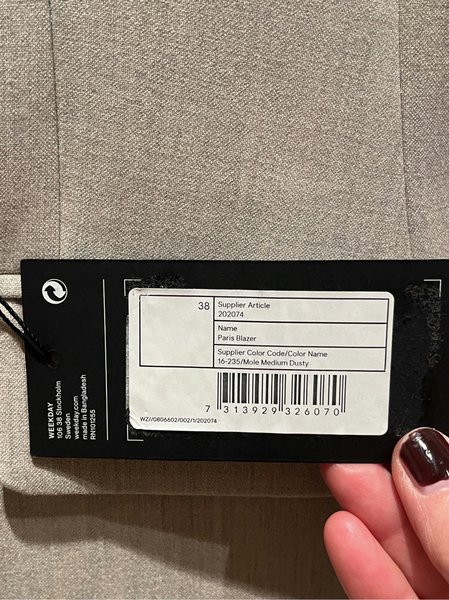 38
Supplier Article
202074
Name
Paris Blazer
Supplier Color Code/Color Name
16-235/Mole Medium Dusty
7 313929 326070
WZ//0806602/002/1/202074
WEEKDAY
106 38 Stockholm
Sweden
weekday.com
made in Bangladesh
RN101255